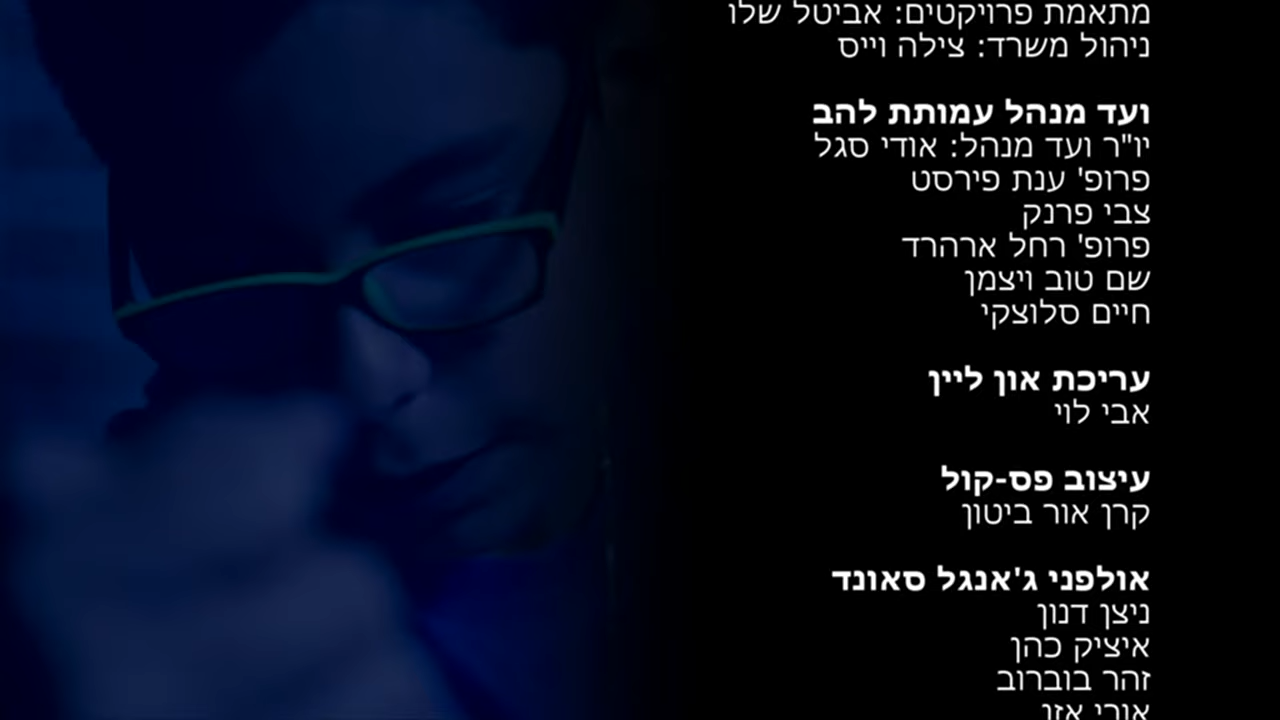 מתאמת פרויקטים: אביטל שלו
ניהול משרד: צילה וייס
ועד מנהל עמותת להב
יו"ר ועד מנהל: אודי סגל
פרופ' ענת פירסט
צבי פרנק
פרופ' רחל ארהרד
שם טוב ויצמן
חיים סלוצקי
עריכת און ליין
אבי לוי
עיצוב פס-קול
קרן אור ביטון
אולפני ג'אנגל סאונד
ניצן דנון
איציק כהן
זהר בוברוב
אורי אזו